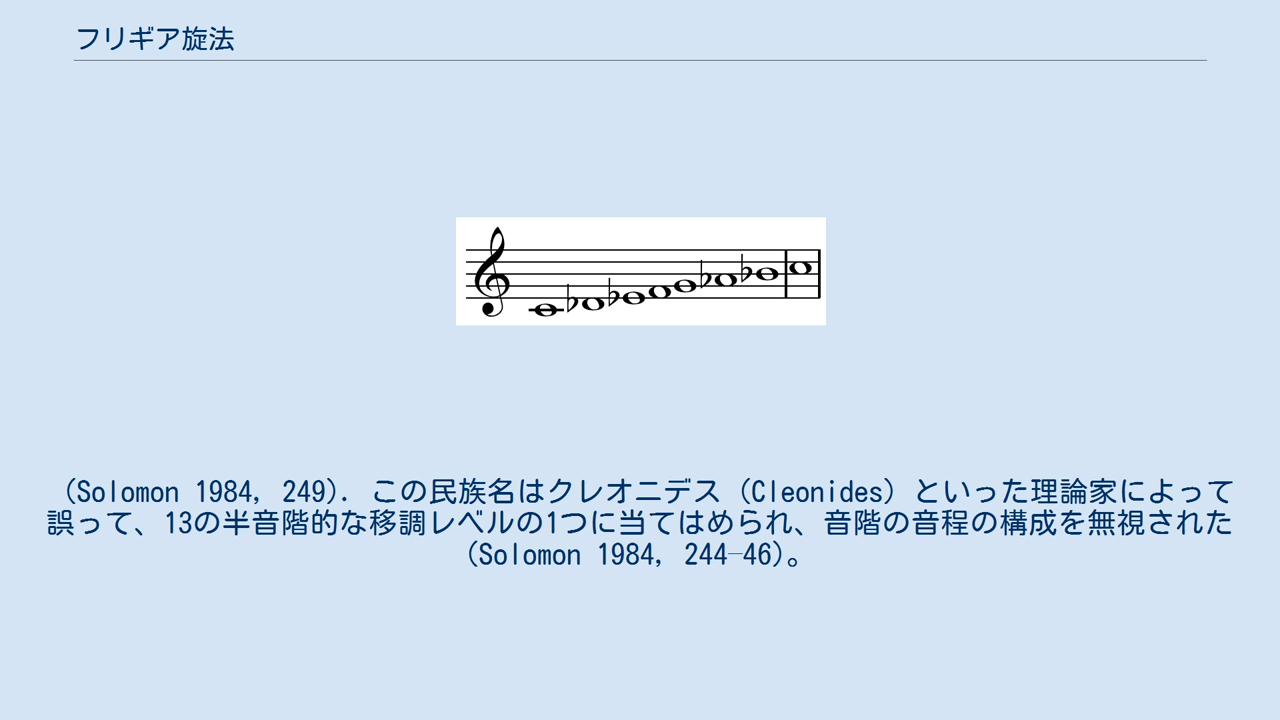 フリギア旋法
(Solomon 1984, 249). この民族名はクレオニデス（Cleonides）といった理論家によって
誤って、13の半音階的な移調レベルの1つに当てはめられ、音階の音程の構成を無視された
(Solomon 1984, 244–46)。